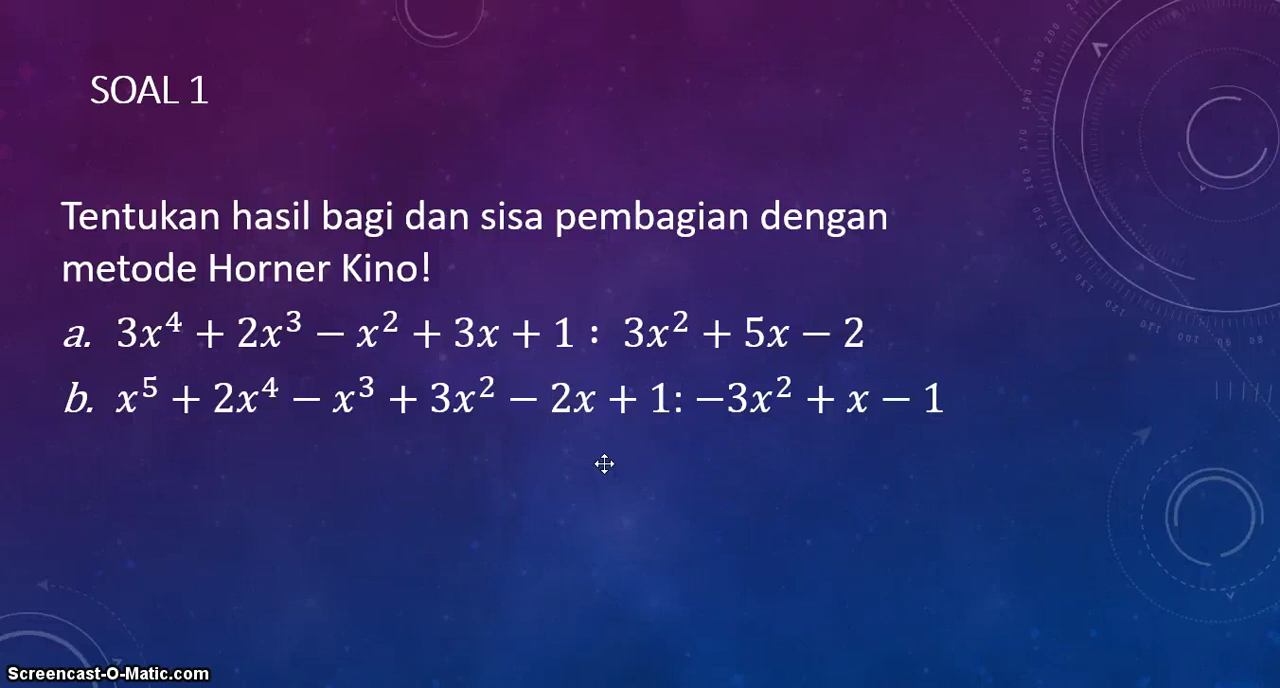 SOAL 1
Tentukan hasil bagi dan sisa pembagian dengan
metode Horner Kino!
a. 3x⁴ + 2x³ − x² + 3x + 1 : 3x² + 5x − 2
b. x⁵ + 2x⁴ − x³ + 3x² − 2x + 1: −3x² + x − 1
Screencast-O-Matic.com